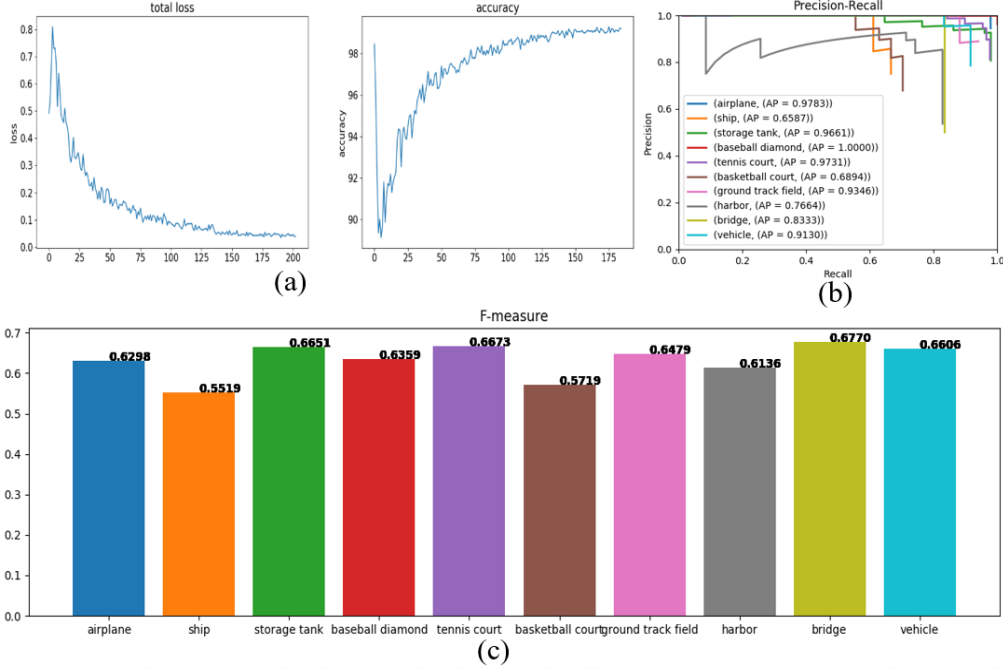 total loss
accuracy
Precision-Recall
0.8
0.7
0.6
0.5
0.4
0.3
0.2
0.1
0.0
loss
0 25 50 75 100 125 150 175 200
98
96
94
92
90
accuracy
0 25 50 75 100 125 150 175
(a)
1.0
0.8
0.6
0.4
0.2
0.0
Precision
(airplane, (AP = 0.9783))
(ship, (AP = 0.6587))
(storage tank, (AP = 0.9661))
(baseball diamond, (AP = 1.0000))
(tennis court, (AP = 0.9731))
(basketball court, (AP = 0.6894))
(ground track field, (AP = 0.9346))
(harbor, (AP = 0.7664))
(bridge, (AP = 0.8333))
(vehicle, (AP = 0.9130))
0.0 0.2 0.4 0.6 0.8 1.0
Recall
(b)
F-measure
0.7
0.6
0.5
0.4
0.3
0.2
0.1
0.0
0.6298 0.5519 0.6651 0.6359 0.6673 0.5719 0.6479 0.6136 0.6770 0.6606
airplane ship storage tank baseball diamond tennis court basketball court ground track field harbor bridge vehicle
(c)